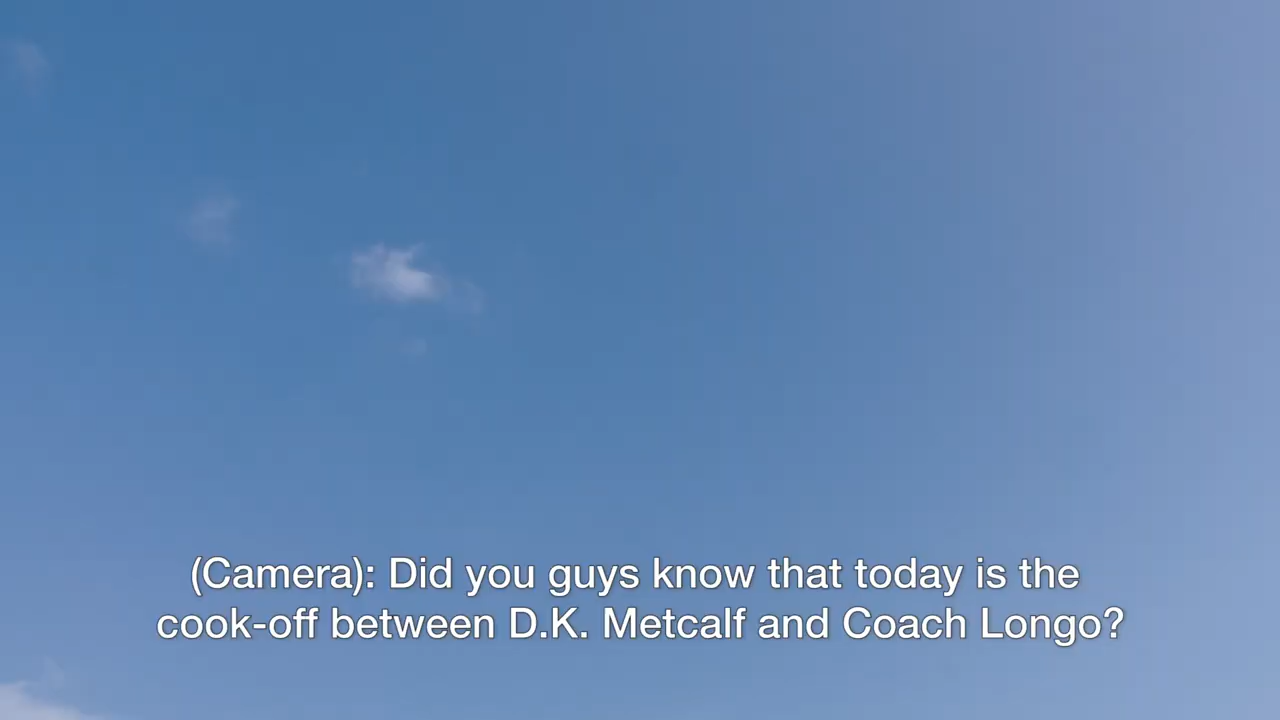 (Camera): Did you guys know that today is the
cook-off between D.K. Metcalf and Coach Longo?